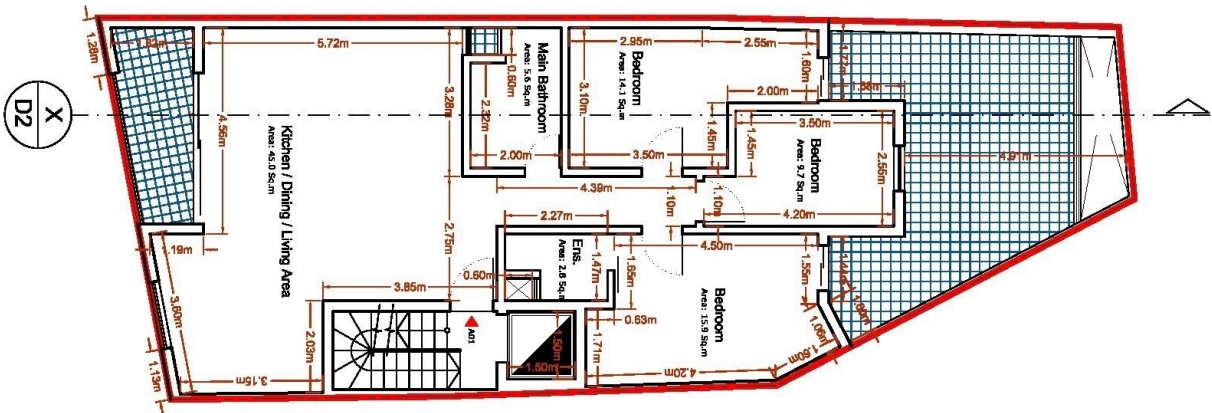 1.28m
1.82m
5.72m
0.60m
Main Bathroom
Area: 5.6 Sq.m
2.95m
2.55m
Bedroom
Area: 14.1 Sq.m
1.60m
1.72m
3.10m
2.00m
1.88m
X
D2
4.56m
3.28m
2.32m
2.00m
3.50m
1.45m
1.45m
3.50m
Bedroom
Area: 9.7 Sq.m
2.55m
4.91m
Kitchen / Dining / Living Area
Area: 45.0 Sq.m
4.39m
1.10m
1.10m
4.20m
2.27m
4.50m
2.75m
Ens.
Area: 2.8 Sq.m
1.47m
1.65m
1.55m
1.44m
.19m
0.60m
3.85m
0.63m
Bedroom
Area: 15.9 Sq.m
1.06m
3.60m
2.03m
A01
1.50m
1.50m
1.71m
1.60m
4.20m
1.13m
3.15m